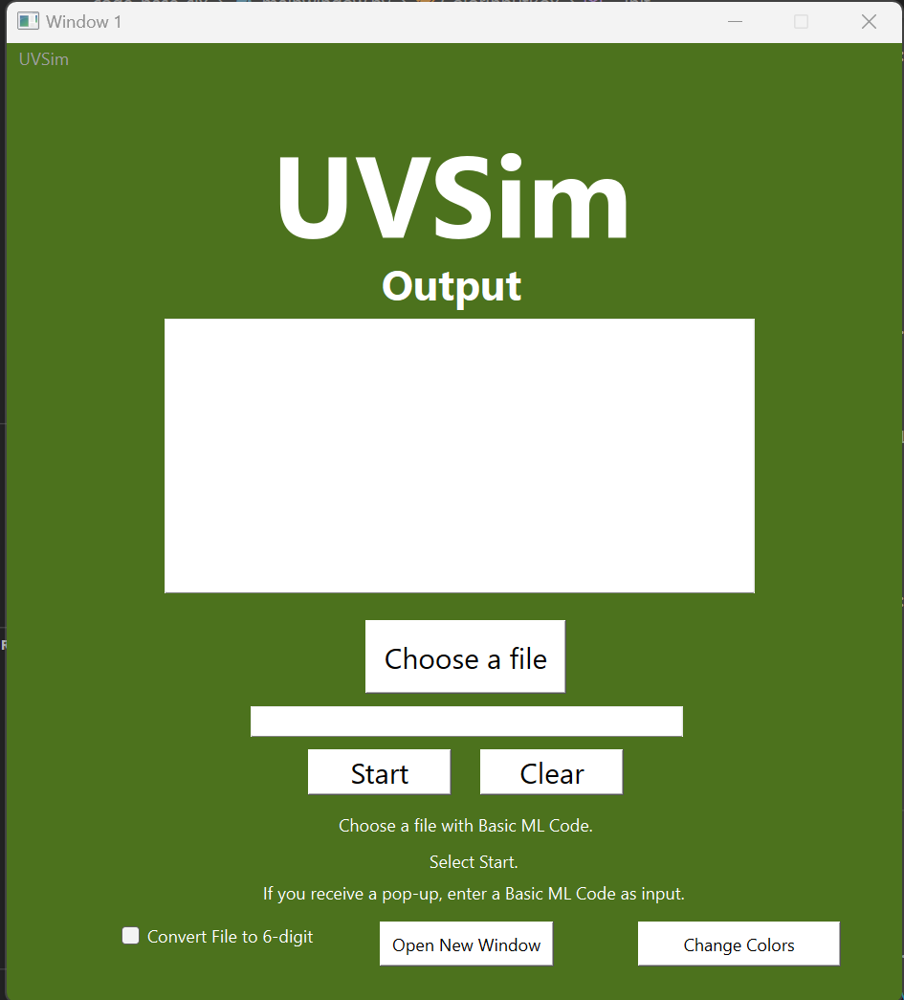 Window 1
UVSim
UVSim
Output
Choose a file
Start Clear
Choose a file with Basic ML Code.
Select Start.
If you receive a pop-up, enter a Basic ML Code as input.
Convert File to 6-digit Open New Window Change Colors